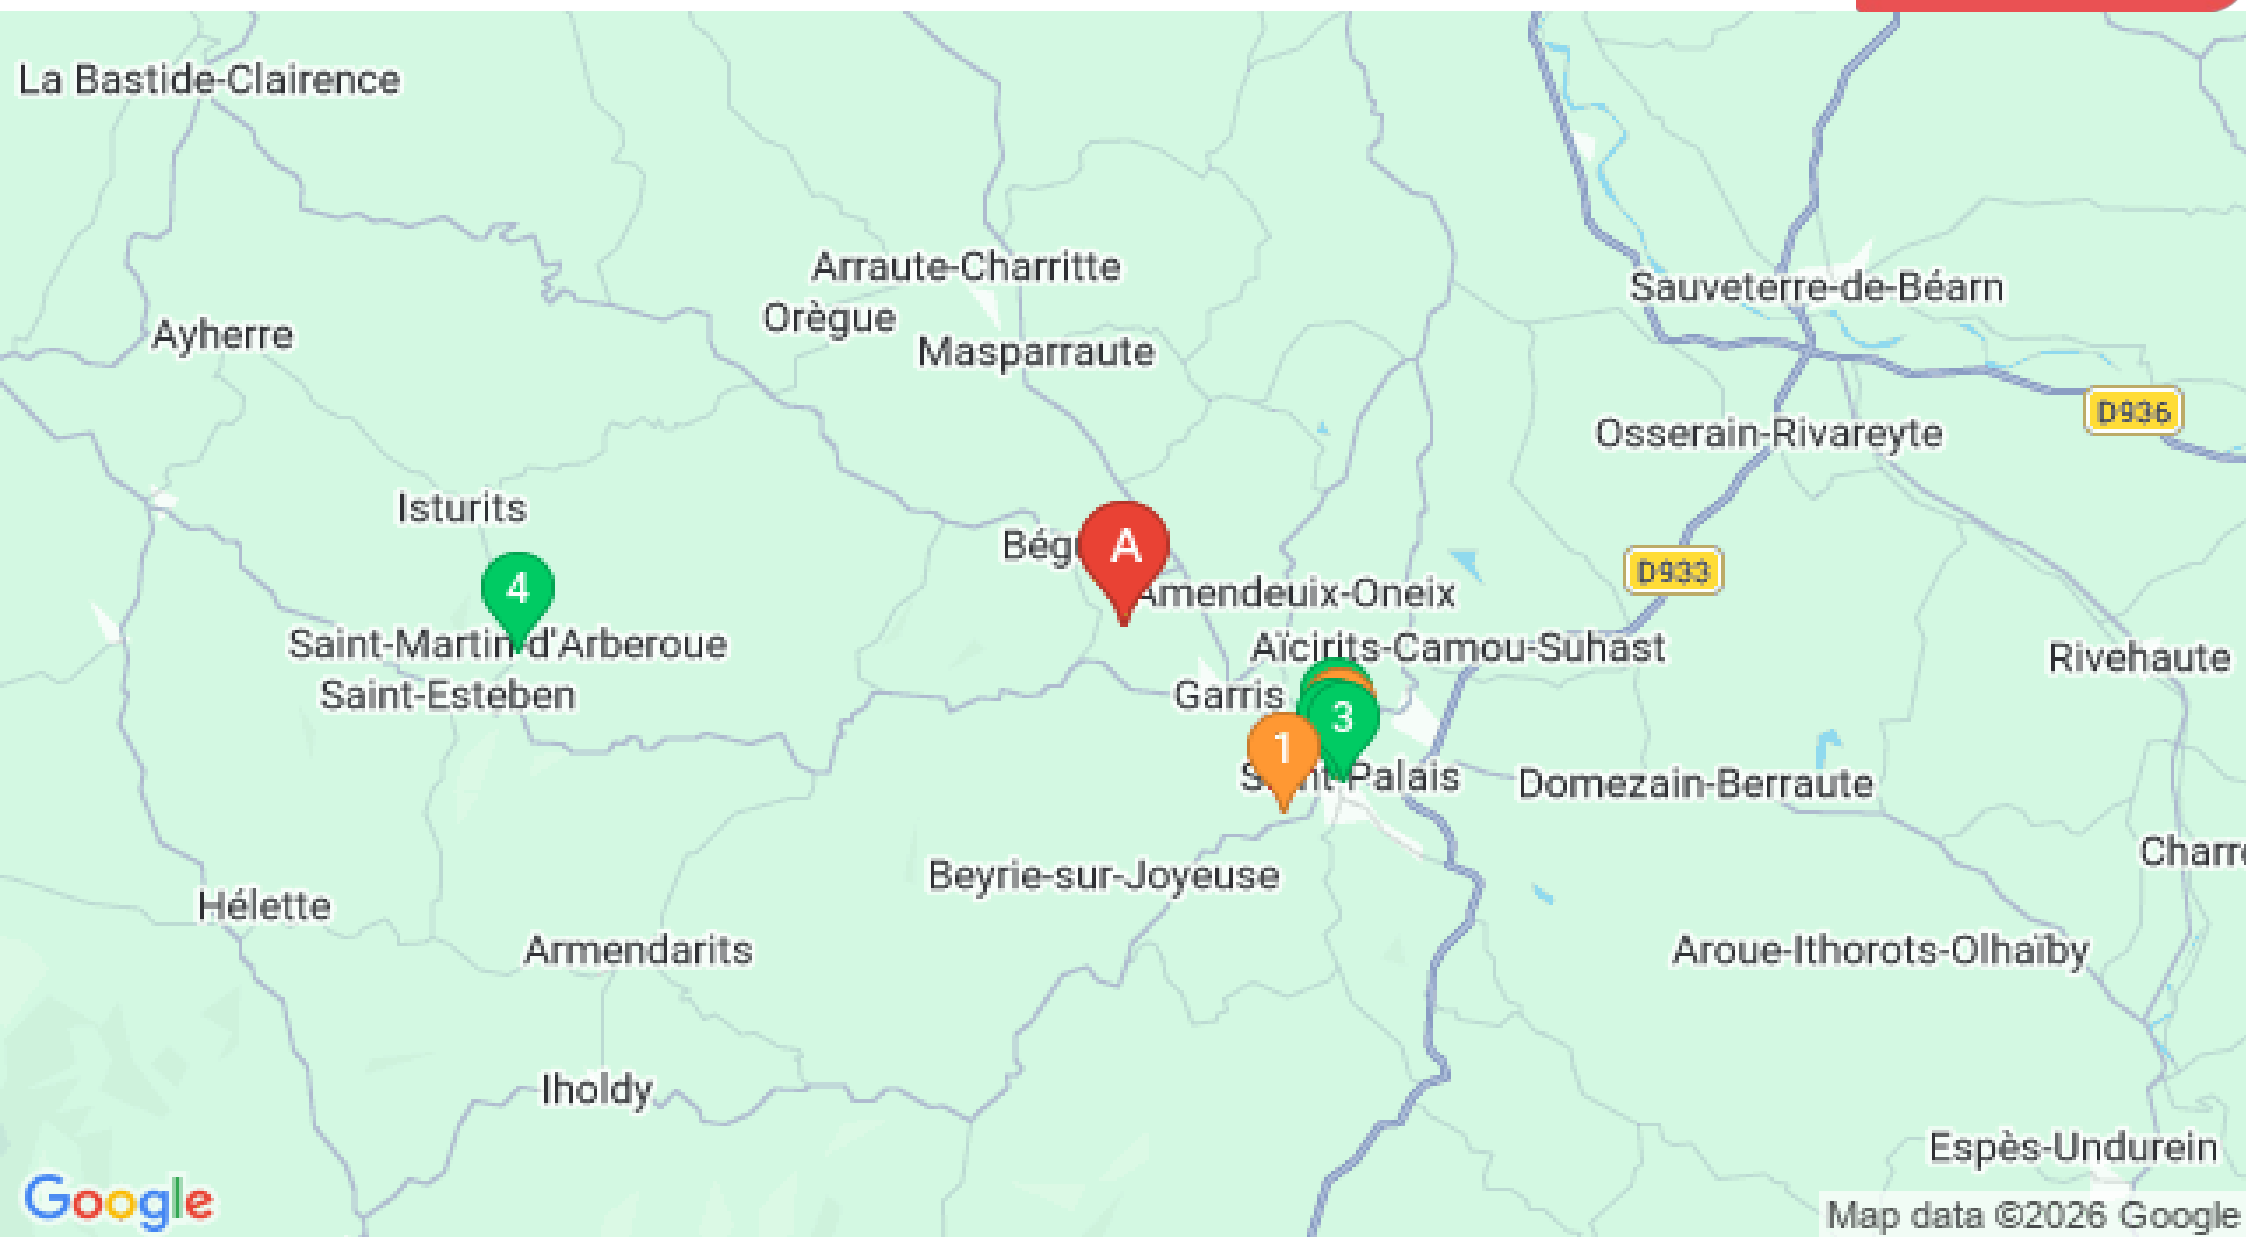 La Bastide-Clairence
Arraute-Charritte
Sauveterre-de-Béarn
Orègue
Ayherre
Masparraute
D936
Osserain-Rivareyte
Isturits
A
D933
4
Amendeuix-Oneix
Saint-Martin-d'Arberoue
Aïcirits-Camou-Suhast
Rivehaute
Saint-Esteben
Garris
3
1
Palais
Domezain-Berraute
Beyrie-sur-Joyeuse
Hélette
Armendarits
Aroue-Ithorots-Olhaïby
Iholdy
Espès-Undurein
Google
Map data ©2026 Google